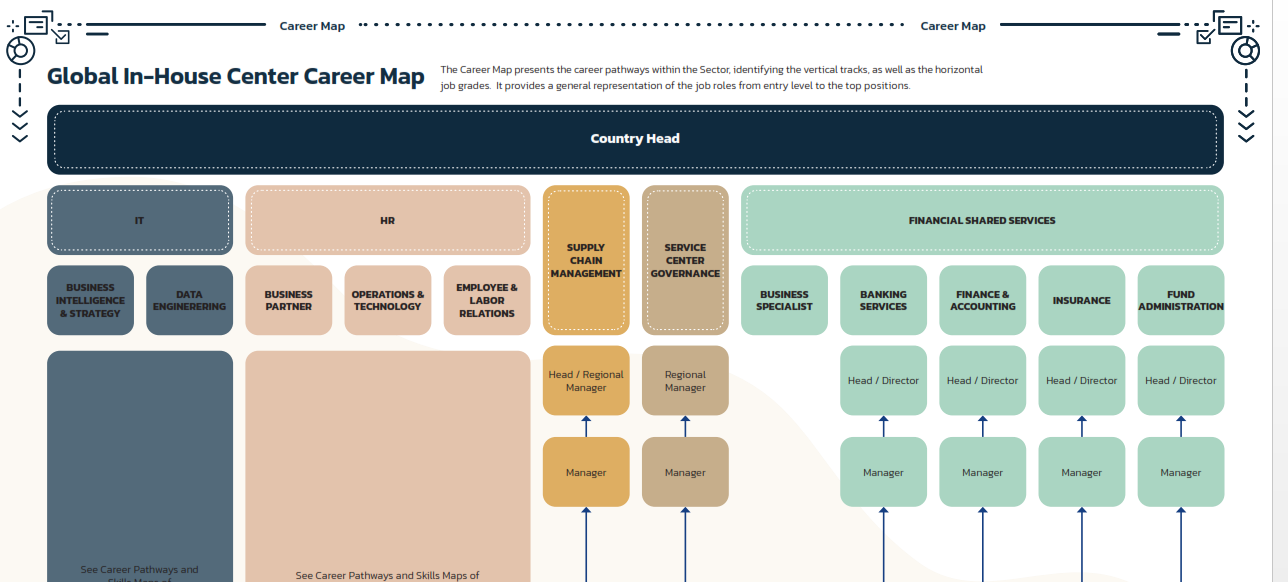 Career Map
Career Map
Global In-House Center Career Map
The Career Map presents the career pathways within the Sector, identifying the vertical tracks, as well as the horizontal
job grades. It provides a general representation of the job roles from entry level to the top positions.
Country Head
IT
HR
SUPPLY
CHAIN
MANAGEMENT
SERVICE
CENTER
GOVERNANCE
FINANCIAL SHARED SERVICES
BUSINESS
INTELLIGENCE
& STRATEGY
DATA
ENGINERERING
BUSINESS
PARTNER
OPERATIONS &
TECHNOLOGY
EMPLOYEE &
LABOR
RELATIONS
BUSINESS
SPECIALIST
BANKING
SERVICES
FINANCE &
ACCOUNTING
INSURANCE
FUND
ADMINISTRATION
Head / Regional
Manager
Regional
Manager
Head / Director
Head / Director
Head / Director
Head / Director
Manager
Manager
Manager
Manager
Manager
Manager
See Career Pathways and
Skills Maps of
See Career Pathways and Skills Maps of